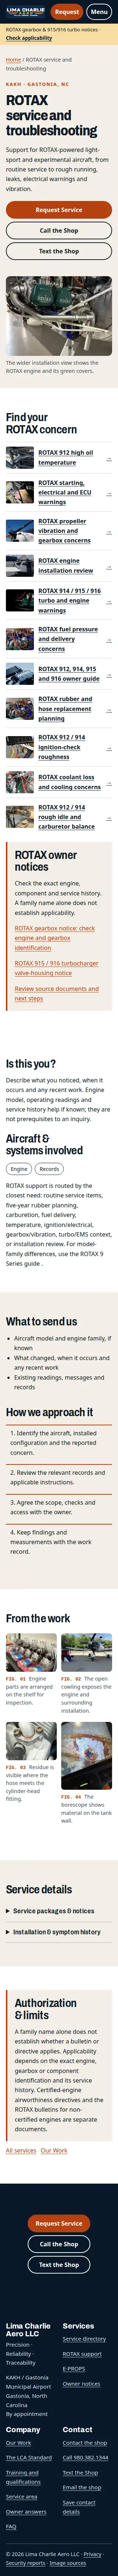 LIMA CHARLIE
Request
Menu
ROTAX gearbox & 915/916 turbo notices ·
Check applicability
Home / ROTAX service and
troubleshooting
KAKH · GASTONIA, NC
ROTAX
service and
troubleshooting
Support for ROTAX-powered light-
sport and experimental aircraft, from
routine service to rough running,
leaks, electrical warnings and
vibration.
Request Service
Call the Shop
Text the Shop
The wider installation view shows the
ROTAX engine and its green covers.
Find your
ROTAX concern
ROTAX 912 high oil
temperature →
ROTAX starting,
electrical and ECU
warnings →
ROTAX propeller
vibration and
gearbox concerns →
ROTAX engine
installation review →
ROTAX 914 / 915 / 916
turbo and engine
warnings →
ROTAX fuel pressure
and delivery
concerns →
ROTAX 912, 914, 915
and 916 owner guide →
ROTAX rubber and
hose replacement
planning →
ROTAX 912 / 914
ignition-check
roughness →
ROTAX coolant loss
and cooling concerns →
ROTAX 912 / 914
rough idle and
carburetor balance →
ROTAX owner
notices
Check the exact engine,
component and service history.
A family name alone does not
establish applicability.
ROTAX gearbox notice: check
engine and gearbox
identification
ROTAX 915 / 916 turbocharger
valve-housing notice
Review source documents and
next steps
Is this you?
Describe what you noticed, when it
occurs and any recent work. Engine
model, operating readings and
service history help if known; they are
not prerequisites to an inquiry.
Aircraft &
systems involved
Engine
Records
ROTAX support is routed by the
closest need: routine service items,
five-year rubber planning,
carburetion, fuel delivery,
temperature, ignition/electrical,
gearbox/vibration, turbo/EMS context,
or installation review. For model-
family differences, use the ROTAX 9
Series guide .
What to send us
• Aircraft model and engine family, if
known
• What changed, when it occurs and
any recent work
• Existing readings, messages and
records
How we approach it
1. Identify the aircraft, installed
configuration and the reported
concern.
2. Review the relevant records and
applicable instructions.
3. Agree the scope, checks and
access with the owner.
4. Keep findings and
measurements with the work
record.
From the work
FIG. 01 Engine
parts are arranged
on the shelf for
inspection.
FIG. 02 The open
cowling exposes the
engine and
surrounding
installation.
FIG. 03 Residue is
visible where the
hose meets the
cylinder-head
fitting.
FIG. 04 The
borescope shows
material on the tank
wall.
Service details
▶ Service packages & notices
▶ Installation & symptom history
Authorization
& limits
A family name alone does not
establish whether a bulletin or
directive applies. Applicability
depends on the exact engine,
gearbox or component
identification and its service
history. Certified-engine
airworthiness directives and the
ROTAX bulletins for non-
certified engines are separate
documents.
All services Our Work
Request Service
Call the Shop
Text the Shop
Lima Charlie
Aero LLC
Precision ·
Reliability ·
Traceability
KAKH / Gastonia
Municipal Airport
Gastonia, North
Carolina
By appointment
Services
Service directory
ROTAX support
E-PROPS
Owner notices
Company
Our Work
The LCA Standard
Training and
qualifications
Service area
Owner answers
FAQ
Contact
Contact the shop
Call 980.382.1344
Text the Shop
Email the shop
Save contact
details
© 2026 Lima Charlie Aero LLC · Privacy ·
Security reports · Image sources